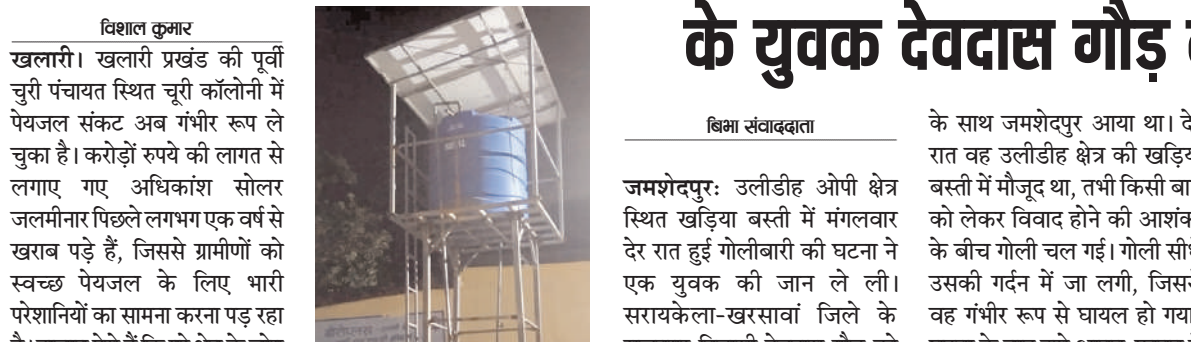 विशाल कुमार
खलारी। खलारी प्रखंड की पूर्वी
चुरी पंचायत स्थित चूरी कॉलोनी में
पेयजल संकट अब गंभीर रूप ले
चुका है। करोड़ों रुपये की लागत से
लगाए गए अधिकांश सोलर
जलमीनार पिछले लगभग एक वर्ष से
खराब पड़े हैं, जिससे ग्रामीणों को
स्वच्छ पेयजल के लिए भारी
परेशानियों का सामना करना पड़ रहा
के युवक देवदास गौड़
बिभा संवाददाता
जमशेदपुरः उलीडीह ओपी क्षेत्र
स्थित खड़िया बस्ती में मंगलवार
देर रात हुई गोलीबारी की घटना ने
एक युवक की जान ले ली।
सरायकेला-खरसावां जिले के
के साथ जमशेदपुर आया था।
रात वह उलीडीह क्षेत्र की
बस्ती में मौजूद था, तभी किसी
को लेकर विवाद होने की
के बीच गोली चल गई। गोली
उसकी गर्दन में जा लगी,
वह गंभीर रूप से घायल हो